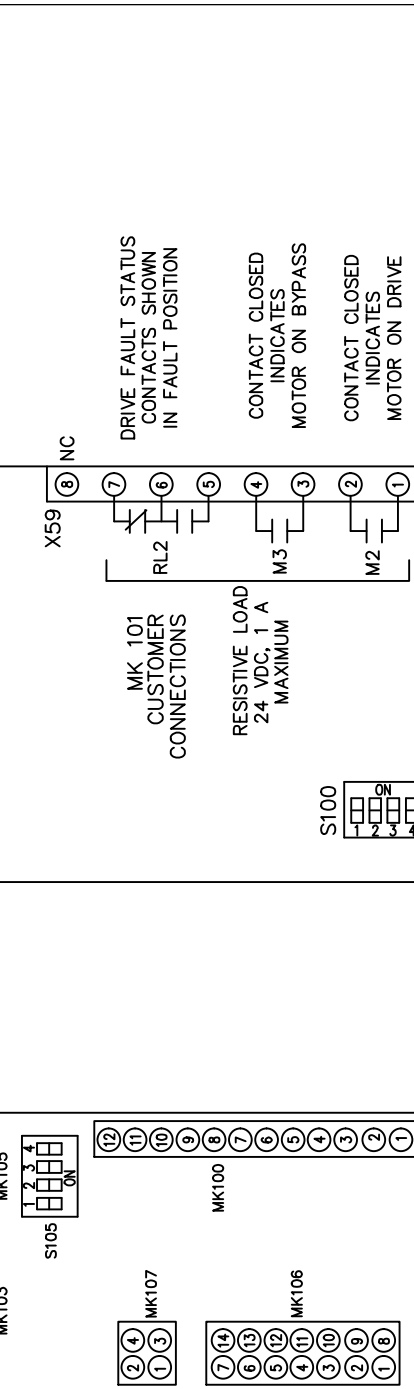 X59
8 NC
7
6
5
4
3
2
1
DRIVE FAULT STATUS
CONTACTS SHOWN
IN FAULT POSITION
CONTACT CLOSED
INDICATES
MOTOR ON BYPASS
CONTACT CLOSED
INDICATES
MOTOR ON DRIVE
RL2
M3
M2
MK 101
CUSTOMER
CONNECTIONS
RESISTIVE LOAD
24 VDC, 1 A
MAXIMUM
S100
ON
1 2 3 4
MK105
1 2 3 4
ON
S105
12
11
10
9
8
7
6
5
4
3
2
1
MK100
MK103
MK107
2 4
1 3
MK106
7 14
6 13
5 12
4 11
3 10
2 9
1 8